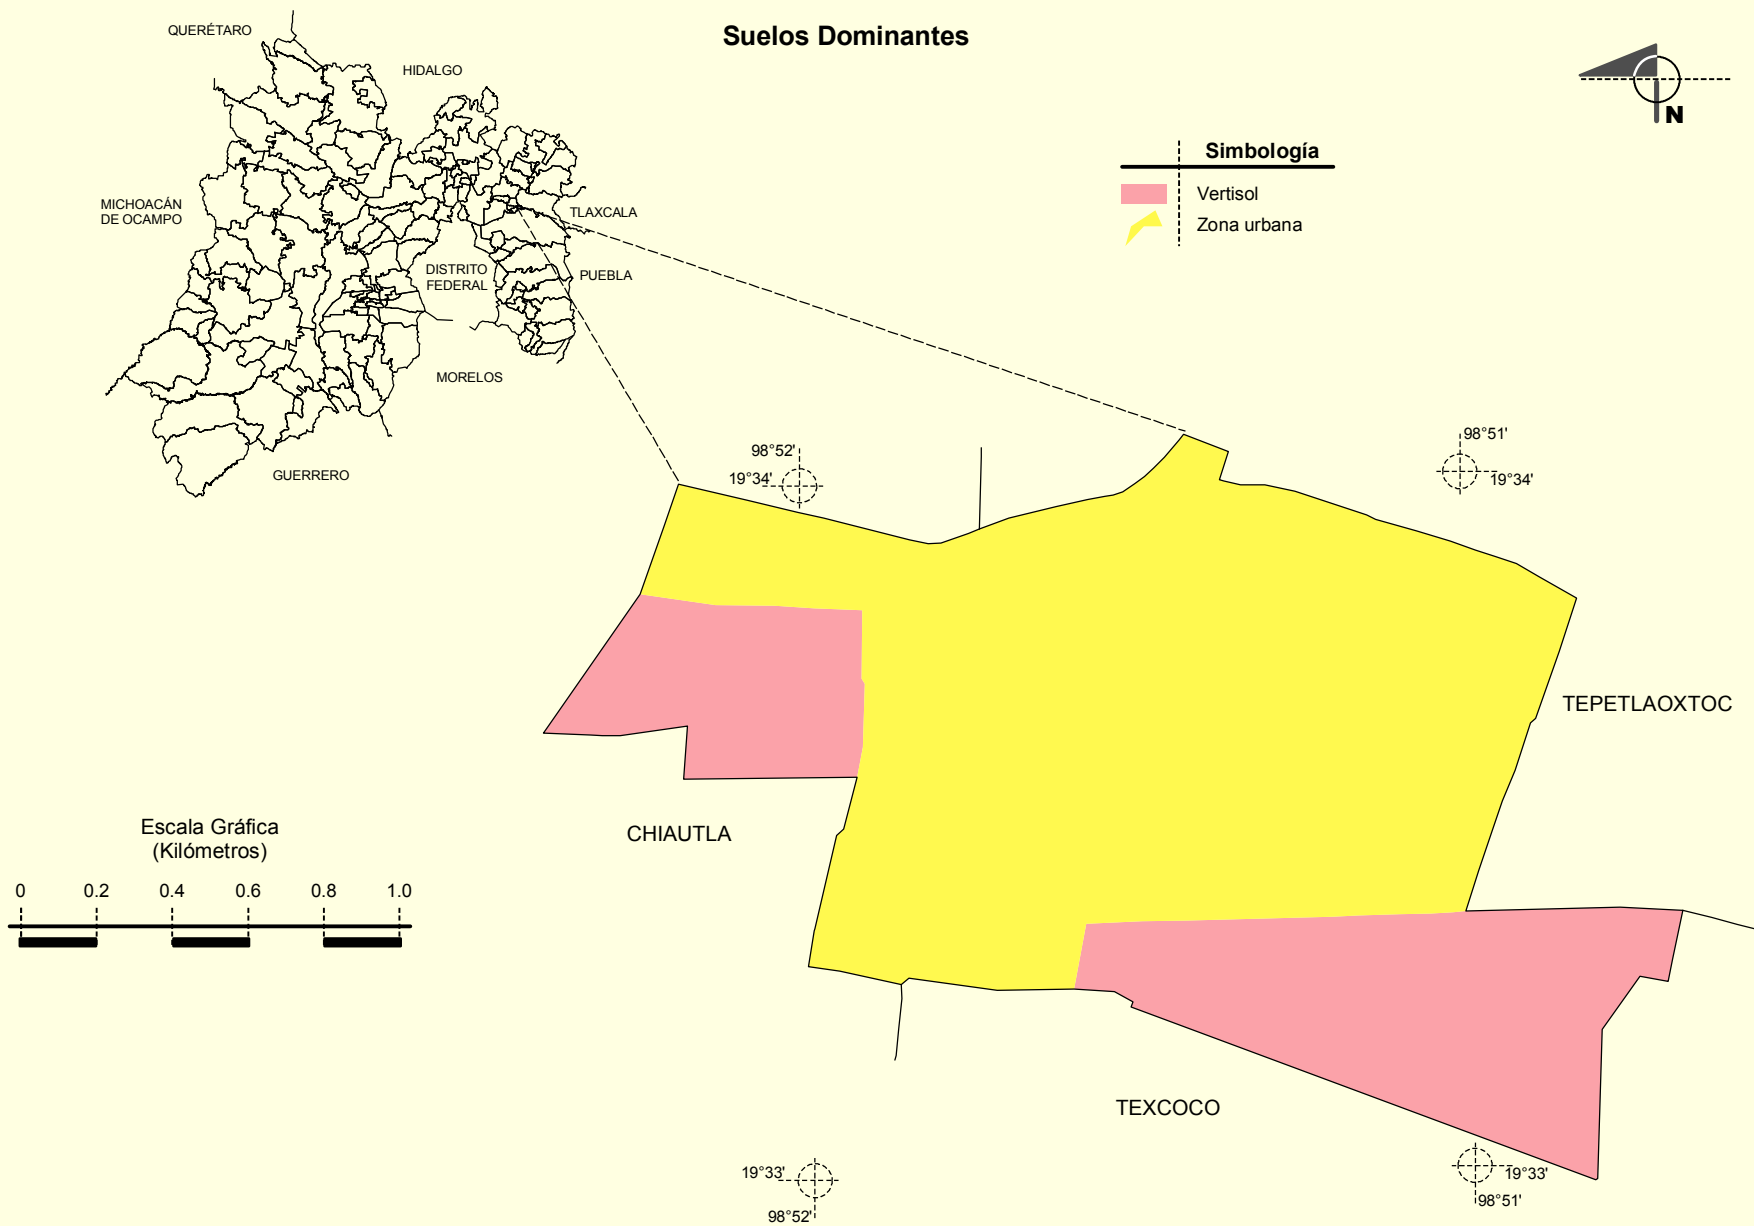 Suelos Dominantes
QUERÉTARO
HIDALGO
MICHOACÁN
DE OCAMPO
TLAXCALA
DISTRITO
FEDERAL
PUEBLA
MORELOS
GUERRERO
N
Simbología
Vertisol
Zona urbana
98°52'
19°34'
98°51'
19°34'
TEPETLAOXTOC
CHIAUTLA
Escala Gráfica
(Kilómetros)
0 0.2 0.4 0.6 0.8 1.0
TEXCOCO
19°33'
98°52'
19°33'
98°51'